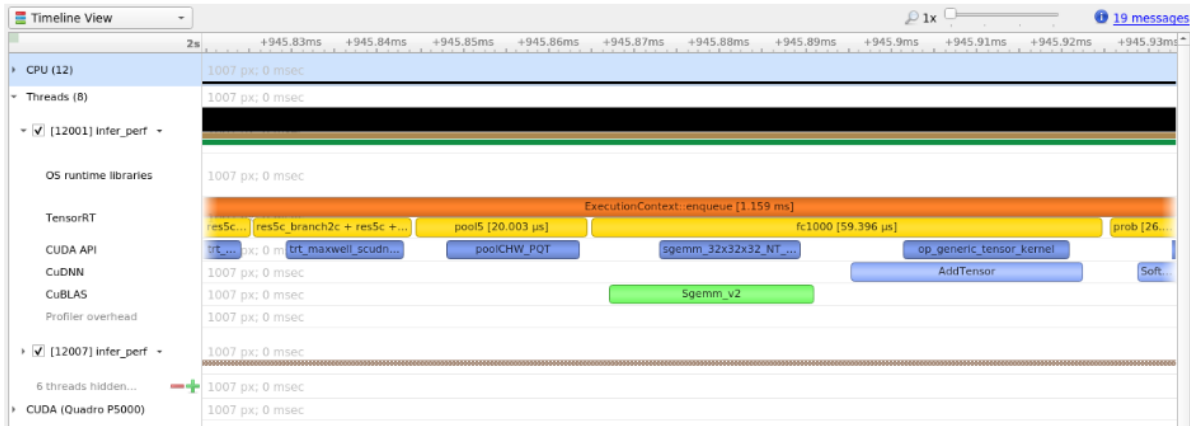 Timeline View 1x 19 messages
2s +945.83ms +945.84ms +945.85ms +945.86ms +945.87ms +945.88ms +945.89ms +945.9ms +945.91ms +945.92ms +945.93ms
CPU (12) 1007 px; 0 msec
Threads (8) 1007 px; 0 msec
[12001] infer_perf
OS runtime libraries 1007 px; 0 msec
ExecutionContext::enqueue [1.159 ms]
TensorRT
res5c... res5c_branch2c + res5c +... pool5 [20.003 µs] fc1000 [59.396 µs] prob [26....
CUDA API trt_... px; 0 m trt_maxwell_scudn... poolCHW_PQT sgemm_32x32x32_NT_... op_generic_tensor_kernel
CuDNN 1007 px; 0 msec AddTensor Soft...
CuBLAS 1007 px; 0 msec Sgemm_v2
Profiler overhead 1007 px; 0 msec
[12007] infer_perf 1007 px; 0 msec
6 threads hidden... 1007 px; 0 msec
CUDA (Quadro P5000) 1007 px; 0 msec